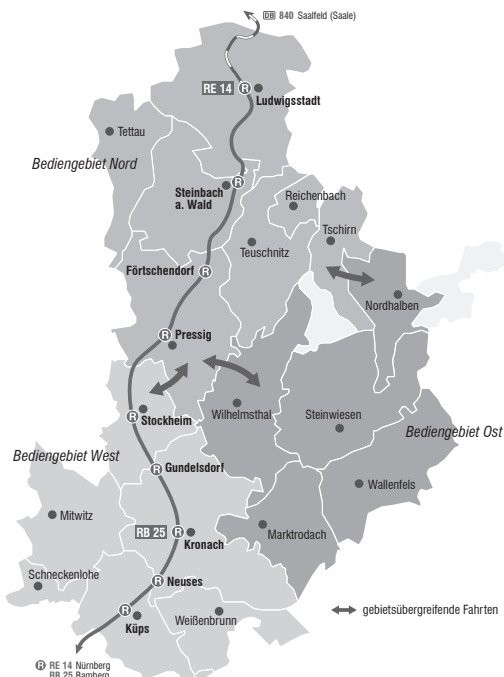 DB 840 Saalfeld (Saale)
RE 14
R
Ludwigsstadt
Tettau
Bediengebiet Nord
Steinbach
a. Wald
R
Reichenbach
Tschirn
Teuschnitz
Förtschendorf
R
Nordhalben
R
Pressig
Wilhelmsthal
R
Stockheim
Steinwiesen
Bediengebiet Ost
Bediengebiet West
R
Gundelsdorf
Wallenfels
Mitwitz
RB 25
R
Kronach
Marktrodach
Schneckenlohe
R
Neuses
R
Küps
Weißenbrunn
gebietsübergreifende Fahrten
R RE 14 Nürnberg
RB 25 Bamberg